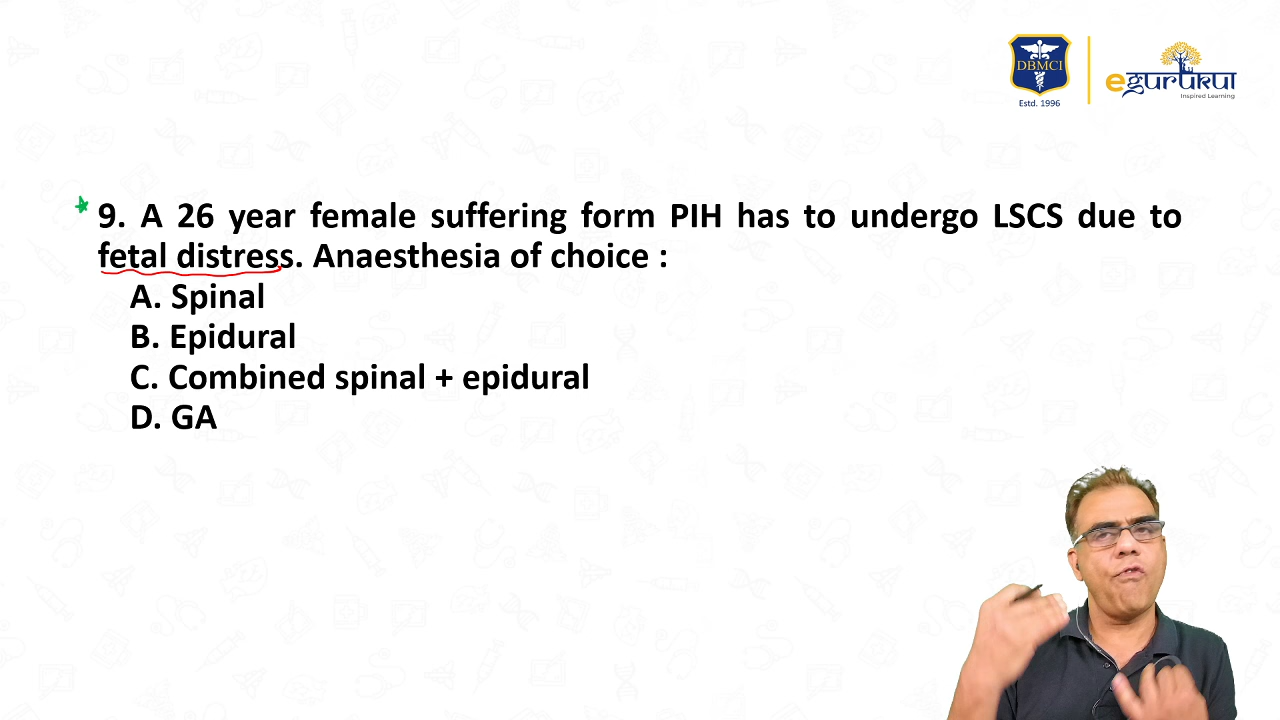 DBMCI
Estd. 1996
egurukul
Inspired Learning
9. A 26 year female suffering form PIH has to undergo LSCS due to
fetal distress. Anaesthesia of choice :
A. Spinal
B. Epidural
C. Combined spinal + epidural
D. GA